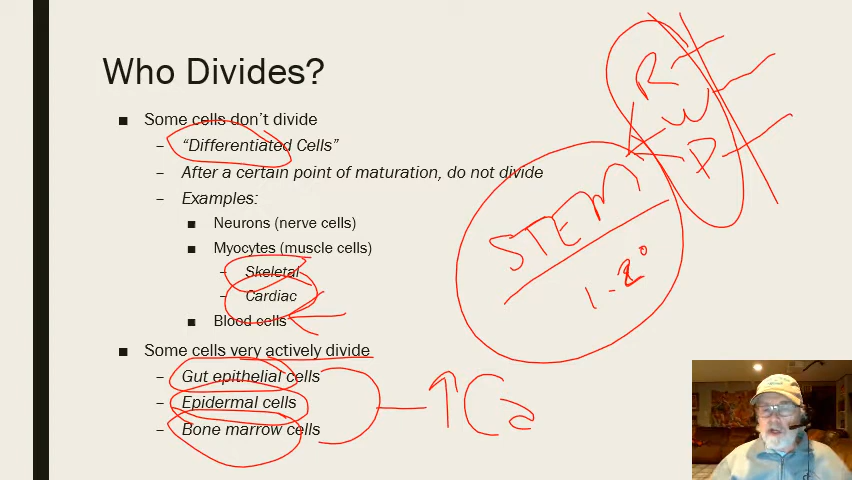 Who Divides?
Some cells don't divide
– "Differentiated Cells"
– After a certain point of maturation, do not divide
– Examples:
Neurons (nerve cells)
Myocytes (muscle cells)
– Skeletal
– Cardiac
Blood cells
Some cells very actively divide
– Gut epithelial cells
– Epidermal cells
– Bone marrow cells
R
W
P
STEM
↑Ca